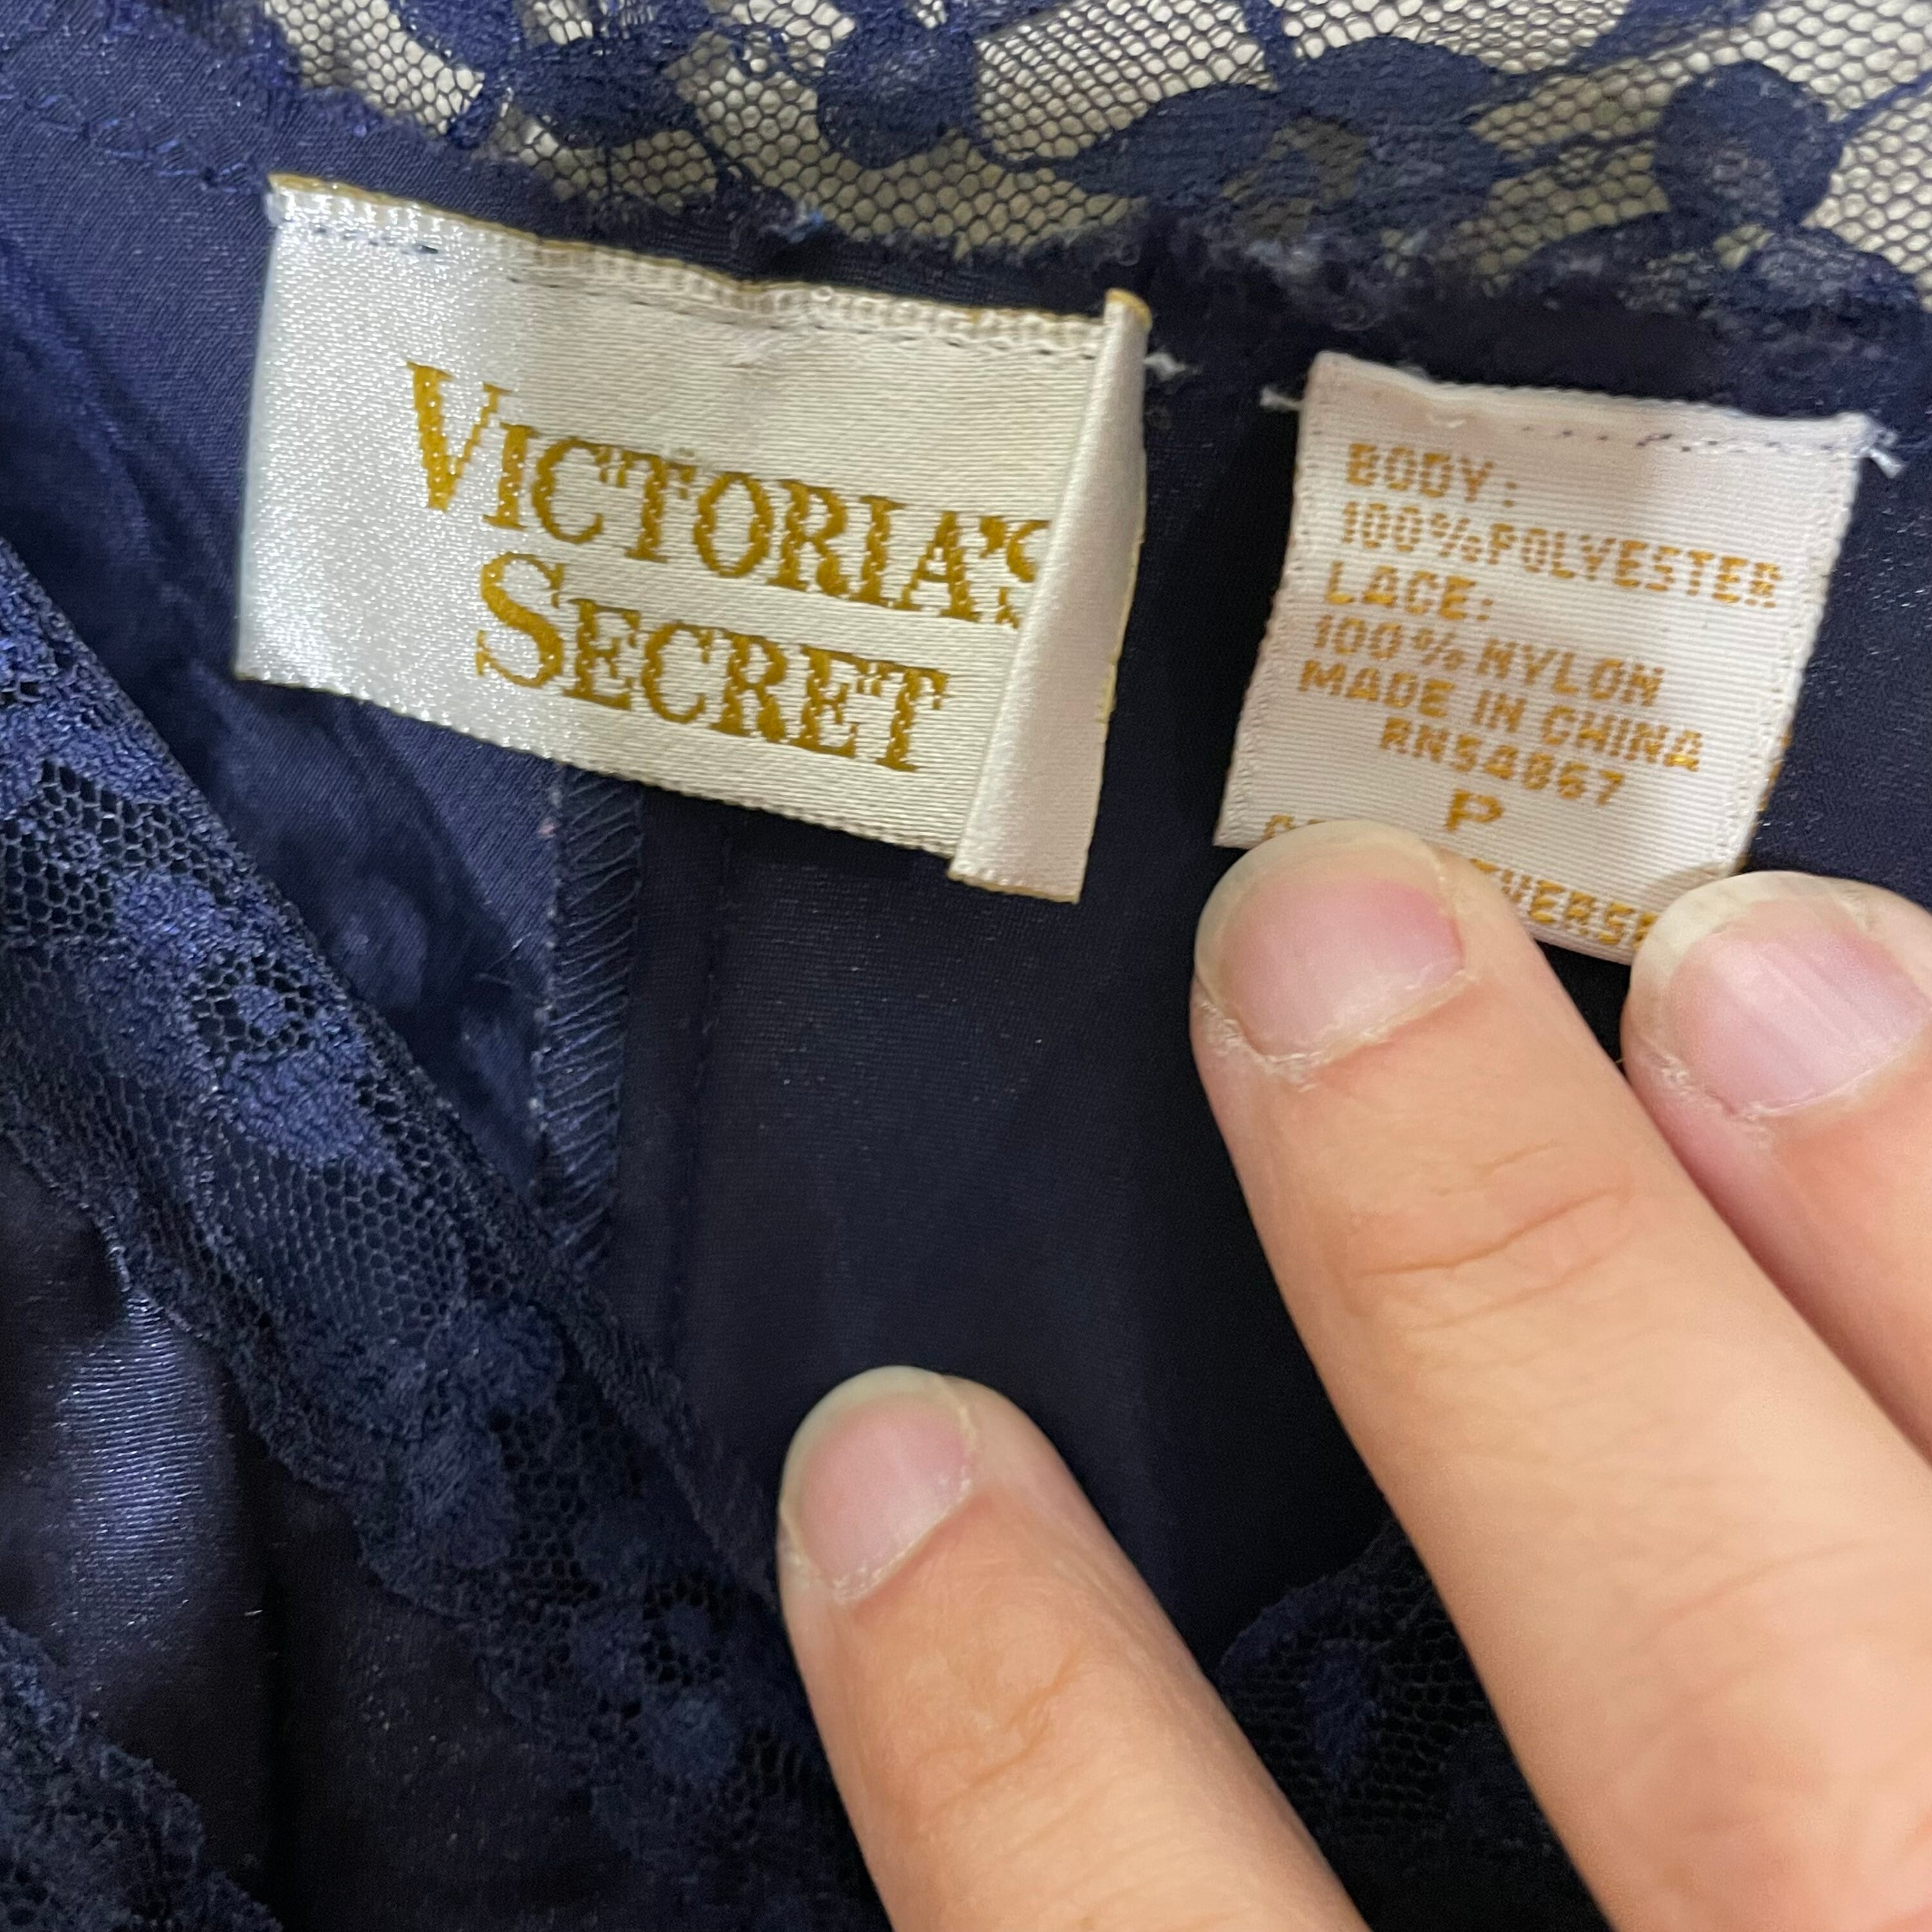 VICTORIA'S
SECRET
BODY:
100% POLYESTER
LACE:
100% NYLON
MADE IN CHINA
RN54867
P